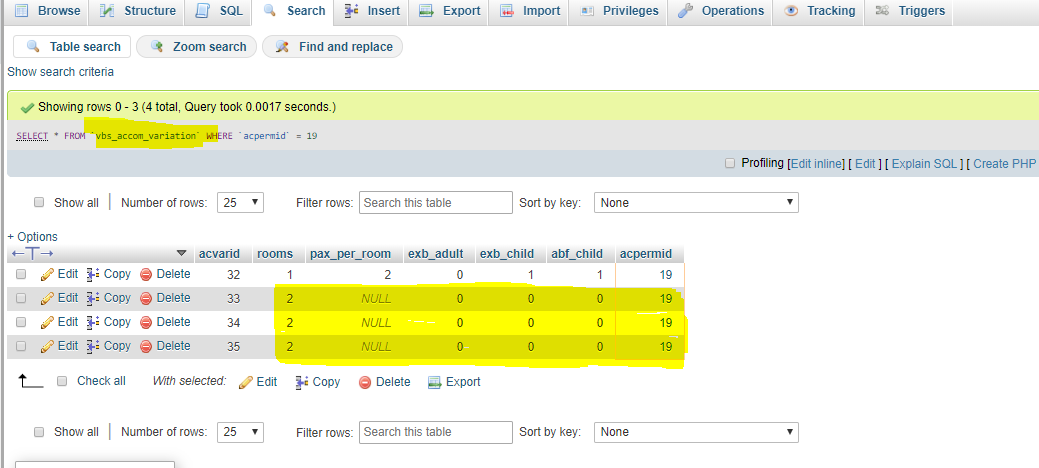 Browse Structure SQL Search Insert Export Import Privileges Operations Tracking Triggers
Table search Zoom search Find and replace
Show search criteria
Showing rows 0 - 3 (4 total, Query took 0.0017 seconds.)
SELECT * FROM `vbs_accom_variation` WHERE `acpermid` = 19
Profiling [Edit inline] [ Edit ] [ Explain SQL ] [ Create PHP
Show all | Number of rows: 25 Filter rows: Search this table Sort by key: None
+ Options
←T→ acvarid rooms pax_per_room exb_adult exb_child abf_child acpermid
Edit Copy Delete 32 1 2 0 1 1 19
Edit Copy Delete 33 2 NULL 0 0 0 19
Edit Copy Delete 34 2 NULL 0 0 0 19
Edit Copy Delete 35 2 NULL 0 0 0 19
Check all With selected: Edit Copy Delete Export
Show all | Number of rows: 25 Filter rows: Search this table Sort by key: None